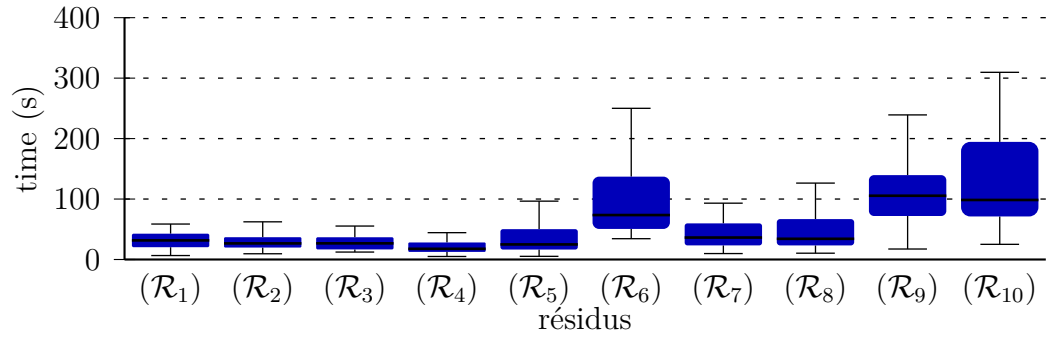 400
300
200
100
0
time (s)
(ℛ₁) (ℛ₂) (ℛ₃) (ℛ₄) (ℛ₅) (ℛ₆) (ℛ₇) (ℛ₈) (ℛ₉) (ℛ₁₀)
résidus